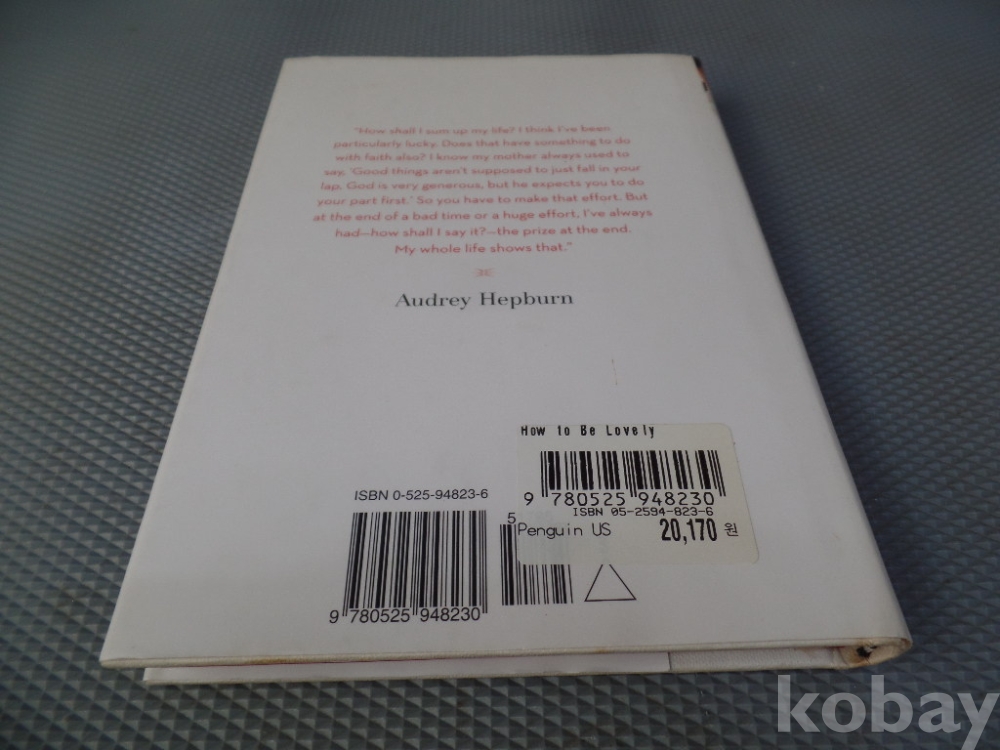 "How shall I sum up my life? I think I've been
particularly lucky. Does that have something to do
with faith also? I know my mother always used to
say, 'Good things aren't supposed to just fall in your
lap. God is very generous, but he expects you to do
your part first.' So you have to make that effort. But
at the end of a bad time or a huge effort, I've always
had—how shall I say it?—the prize at the end.
My whole life shows that."
Audrey Hepburn
How to Be Lovely
9 780525 948230
ISBN 05-2594-823-6
Penguin US 20,170 원
ISBN 0-525-94823-6
5
9 780525 948230
kobay